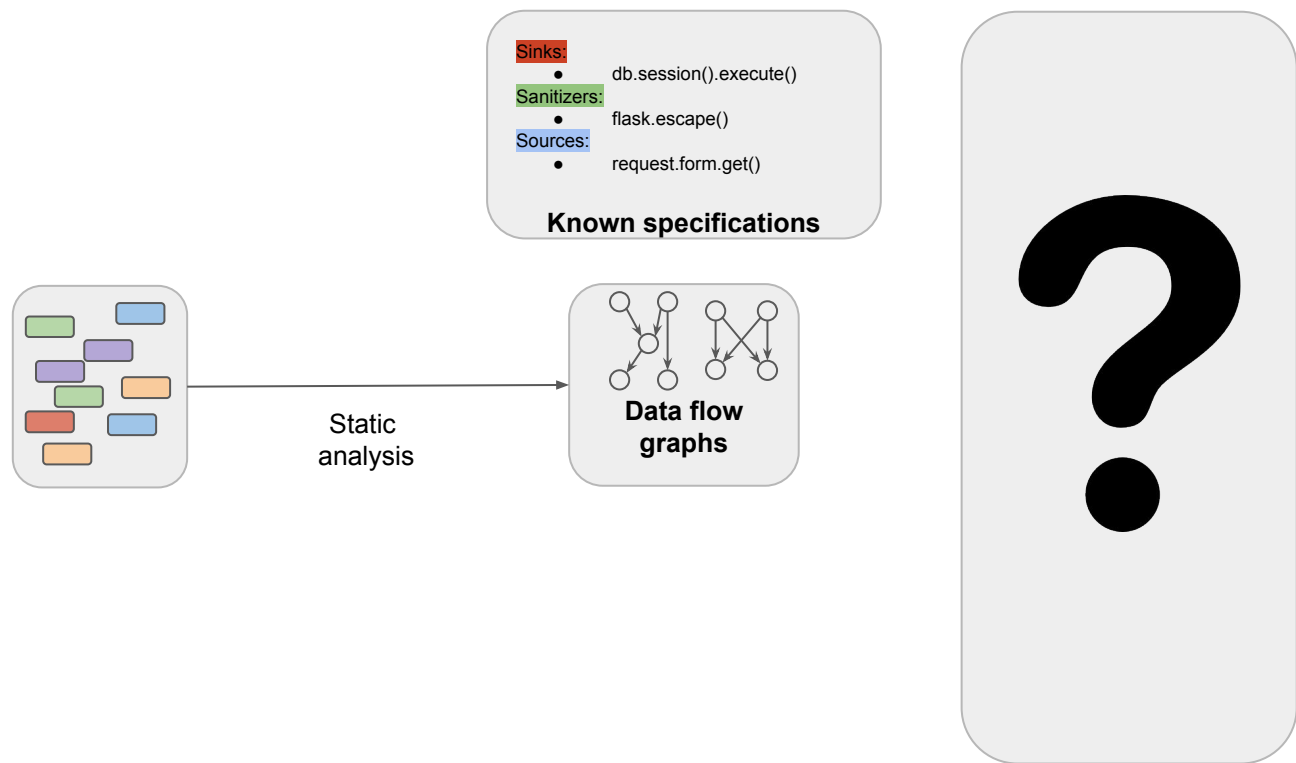 Sinks:
● db.session().execute()
Sanitizers:
● flask.escape()
Sources:
● request.form.get()
Known specifications
Static
analysis
Data flow
graphs
?